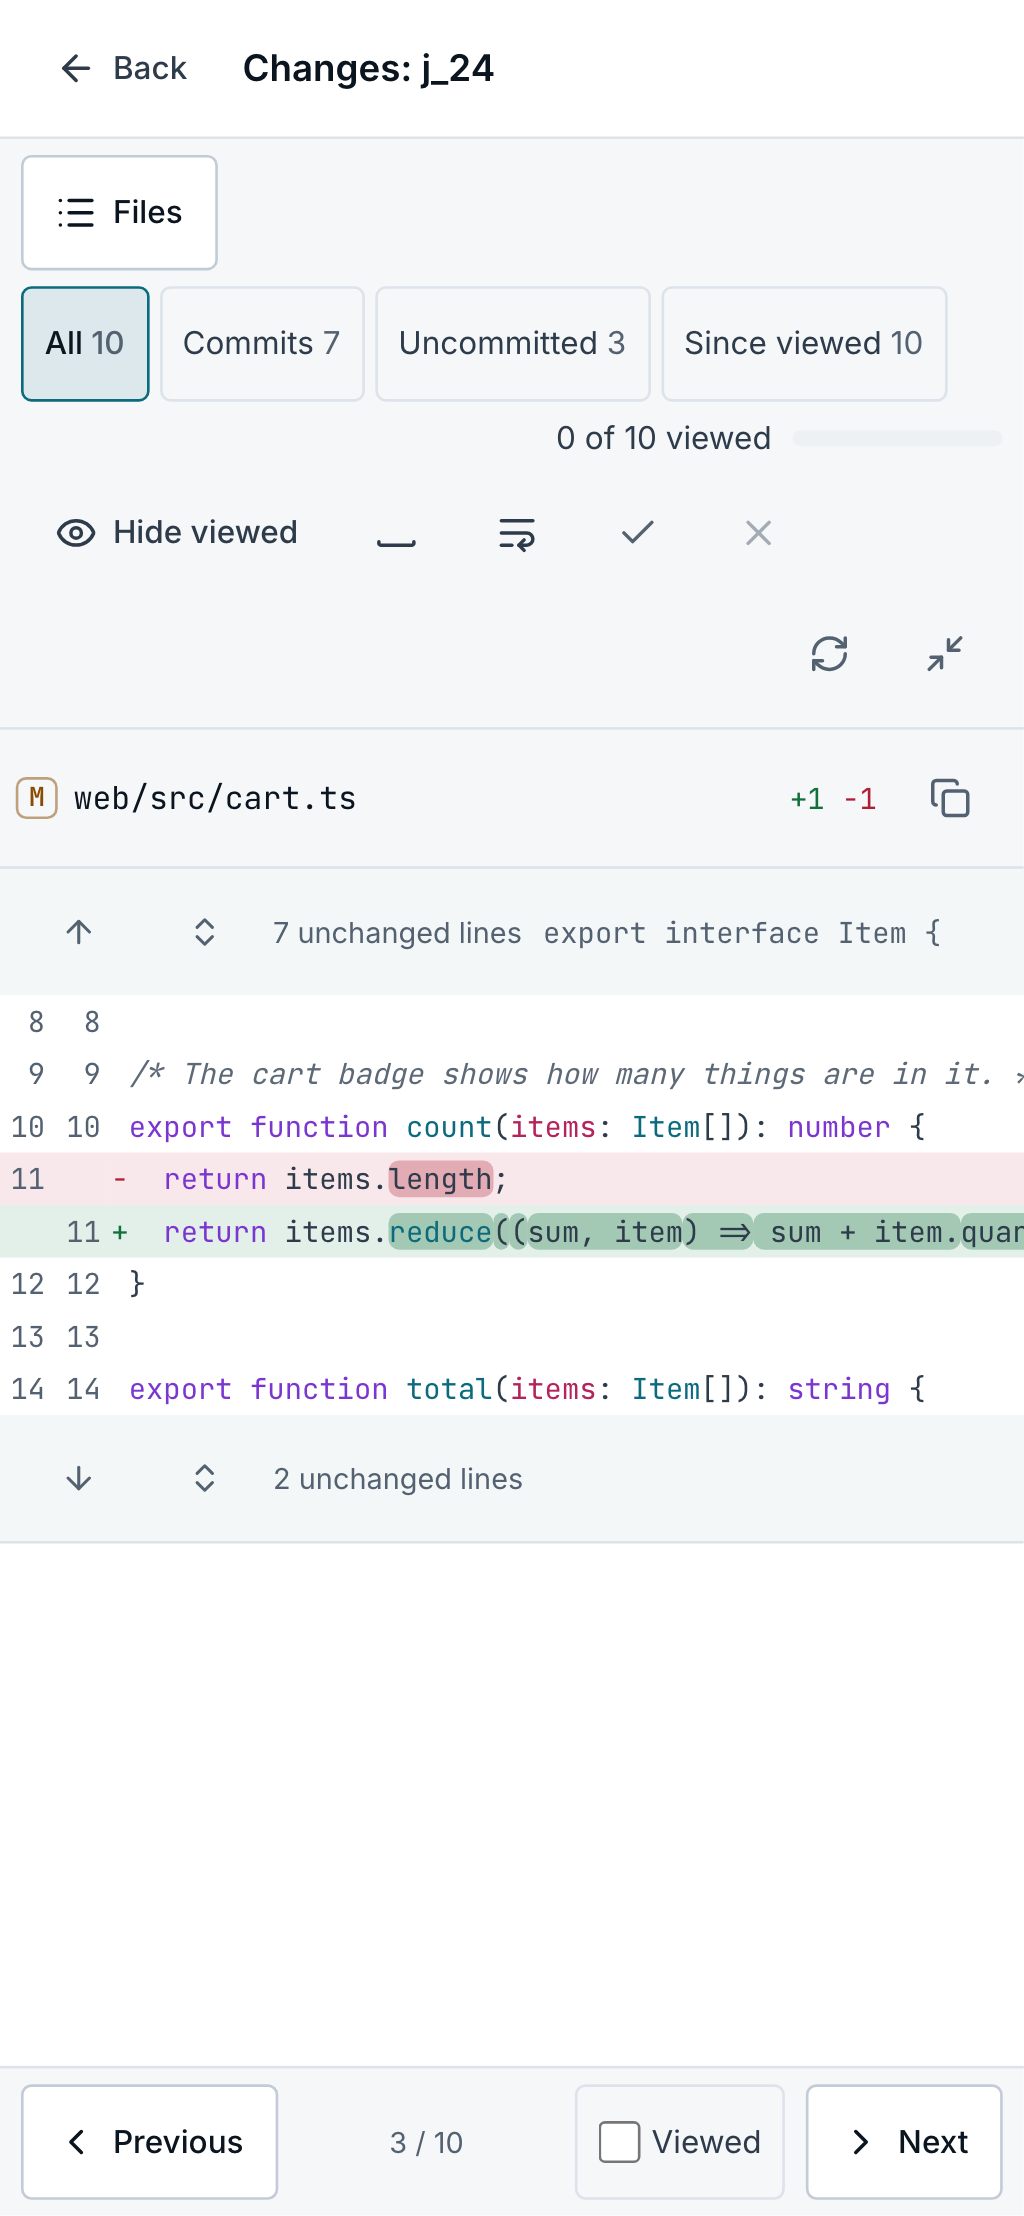 Back Changes: j_24
Files
All 10 Commits 7 Uncommitted 3 Since viewed 10
0 of 10 viewed
Hide viewed
M web/src/cart.ts +1 -1
7 unchanged lines export interface Item {
8 8
9 9 /* The cart badge shows how many things are in it.
10 10 export function count(items: Item[]): number {
11 - return items.length;
11 + return items.reduce((sum, item) => sum + item.quan
12 12 }
13 13
14 14 export function total(items: Item[]): string {
2 unchanged lines
Previous 3 / 10 Viewed Next